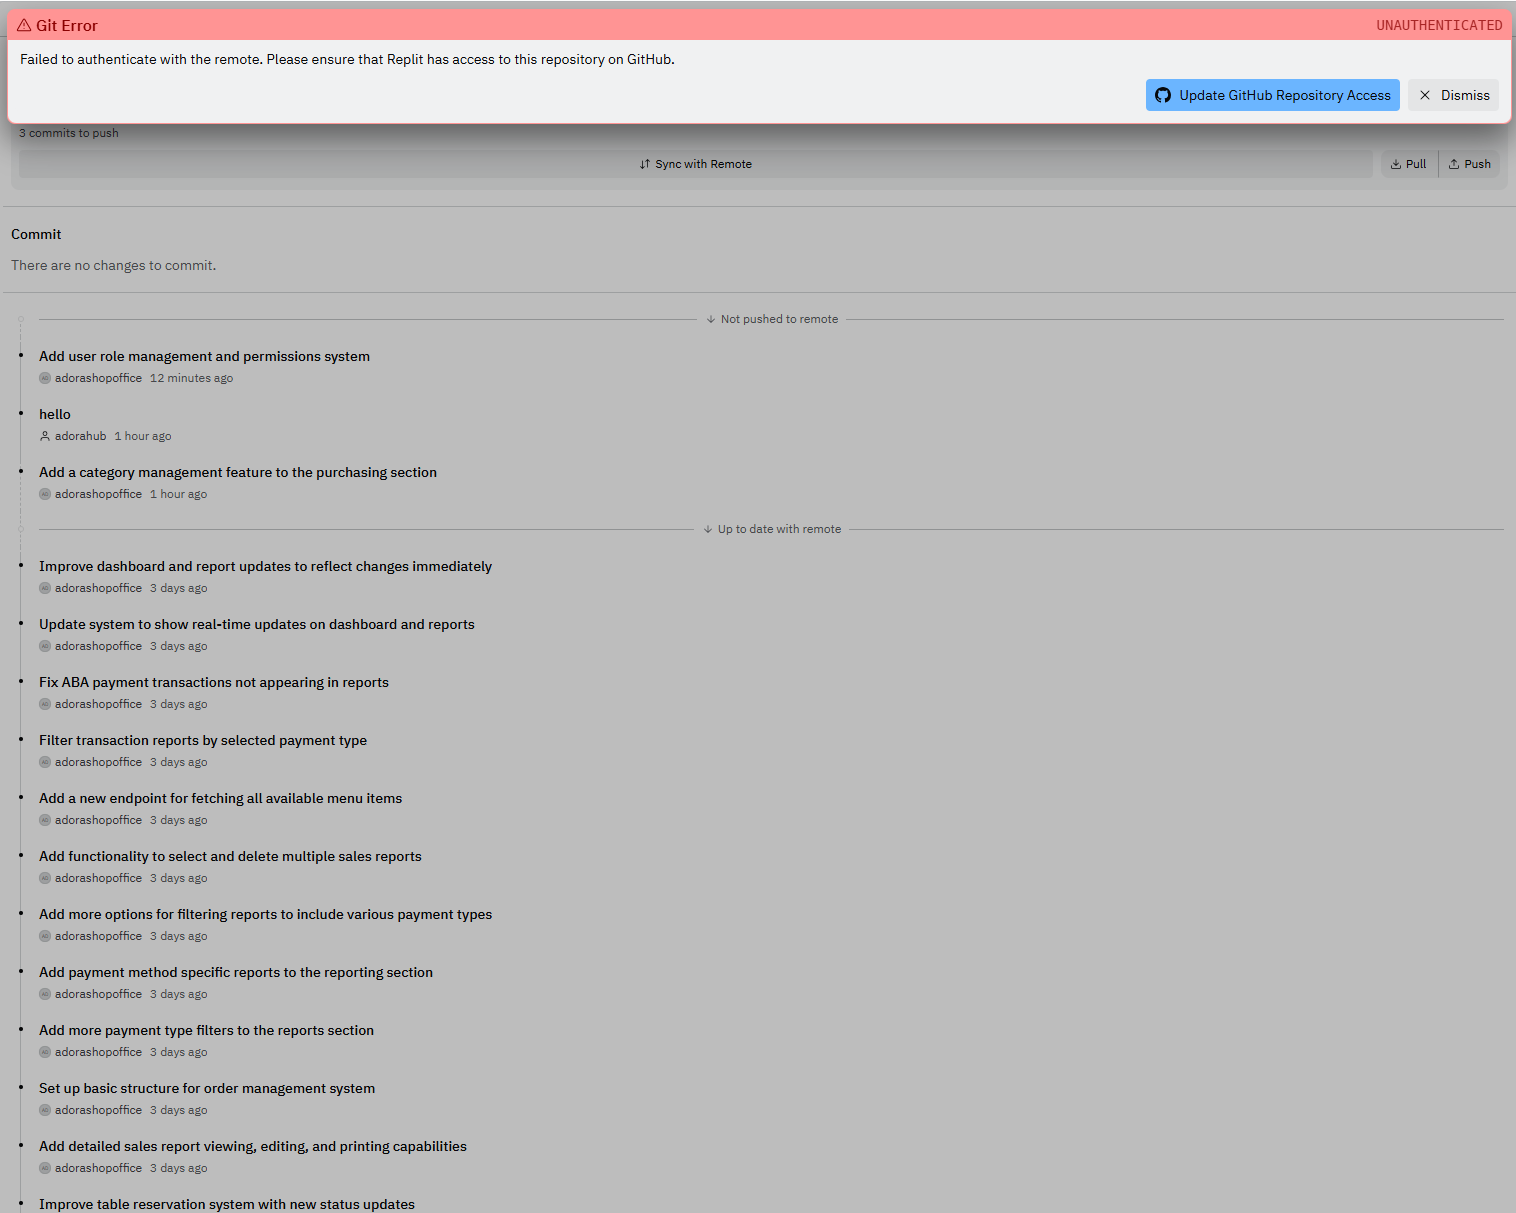 Git Error
UNAUTHENTICATED
Failed to authenticate with the remote. Please ensure that Replit has access to this repository on GitHub.
Update GitHub Repository Access
Dismiss
3 commits to push
Sync with Remote
Pull
Push
Commit
There are no changes to commit.
Not pushed to remote
Add user role management and permissions system
adorashopoffice 12 minutes ago
hello
adorahub 1 hour ago
Add a category management feature to the purchasing section
adorashopoffice 1 hour ago
Up to date with remote
Improve dashboard and report updates to reflect changes immediately
adorashopoffice 3 days ago
Update system to show real-time updates on dashboard and reports
adorashopoffice 3 days ago
Fix ABA payment transactions not appearing in reports
adorashopoffice 3 days ago
Filter transaction reports by selected payment type
adorashopoffice 3 days ago
Add a new endpoint for fetching all available menu items
adorashopoffice 3 days ago
Add functionality to select and delete multiple sales reports
adorashopoffice 3 days ago
Add more options for filtering reports to include various payment types
adorashopoffice 3 days ago
Add payment method specific reports to the reporting section
adorashopoffice 3 days ago
Add more payment type filters to the reports section
adorashopoffice 3 days ago
Set up basic structure for order management system
adorashopoffice 3 days ago
Add detailed sales report viewing, editing, and printing capabilities
adorashopoffice 3 days ago
Improve table reservation system with new status updates